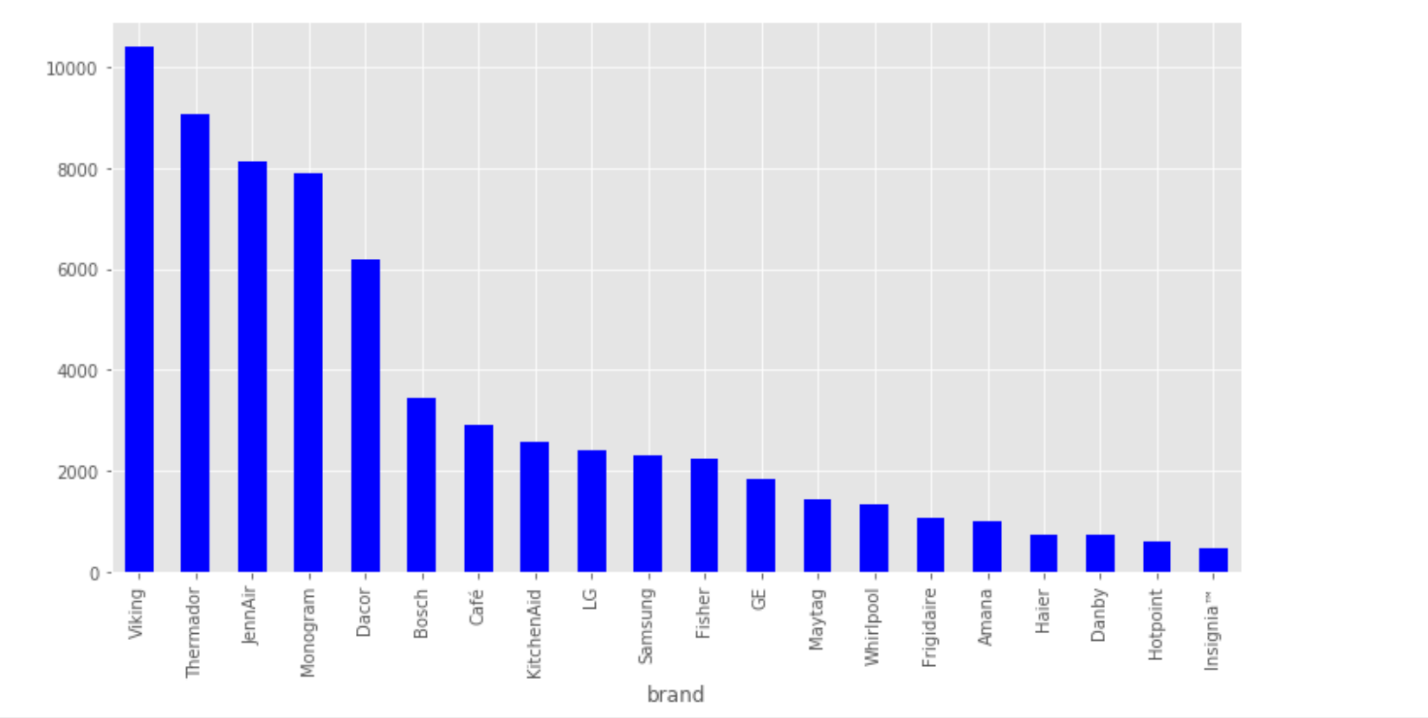 10000
8000
6000
4000
2000
0
Viking
Thermador
JennAir
Monogram
Dacor
Bosch
Café
KitchenAid
LG
Samsung
Fisher
GE
Maytag
Whirlpool
Frigidaire
Amana
Haier
Danby
Hotpoint
Insignia™
brand